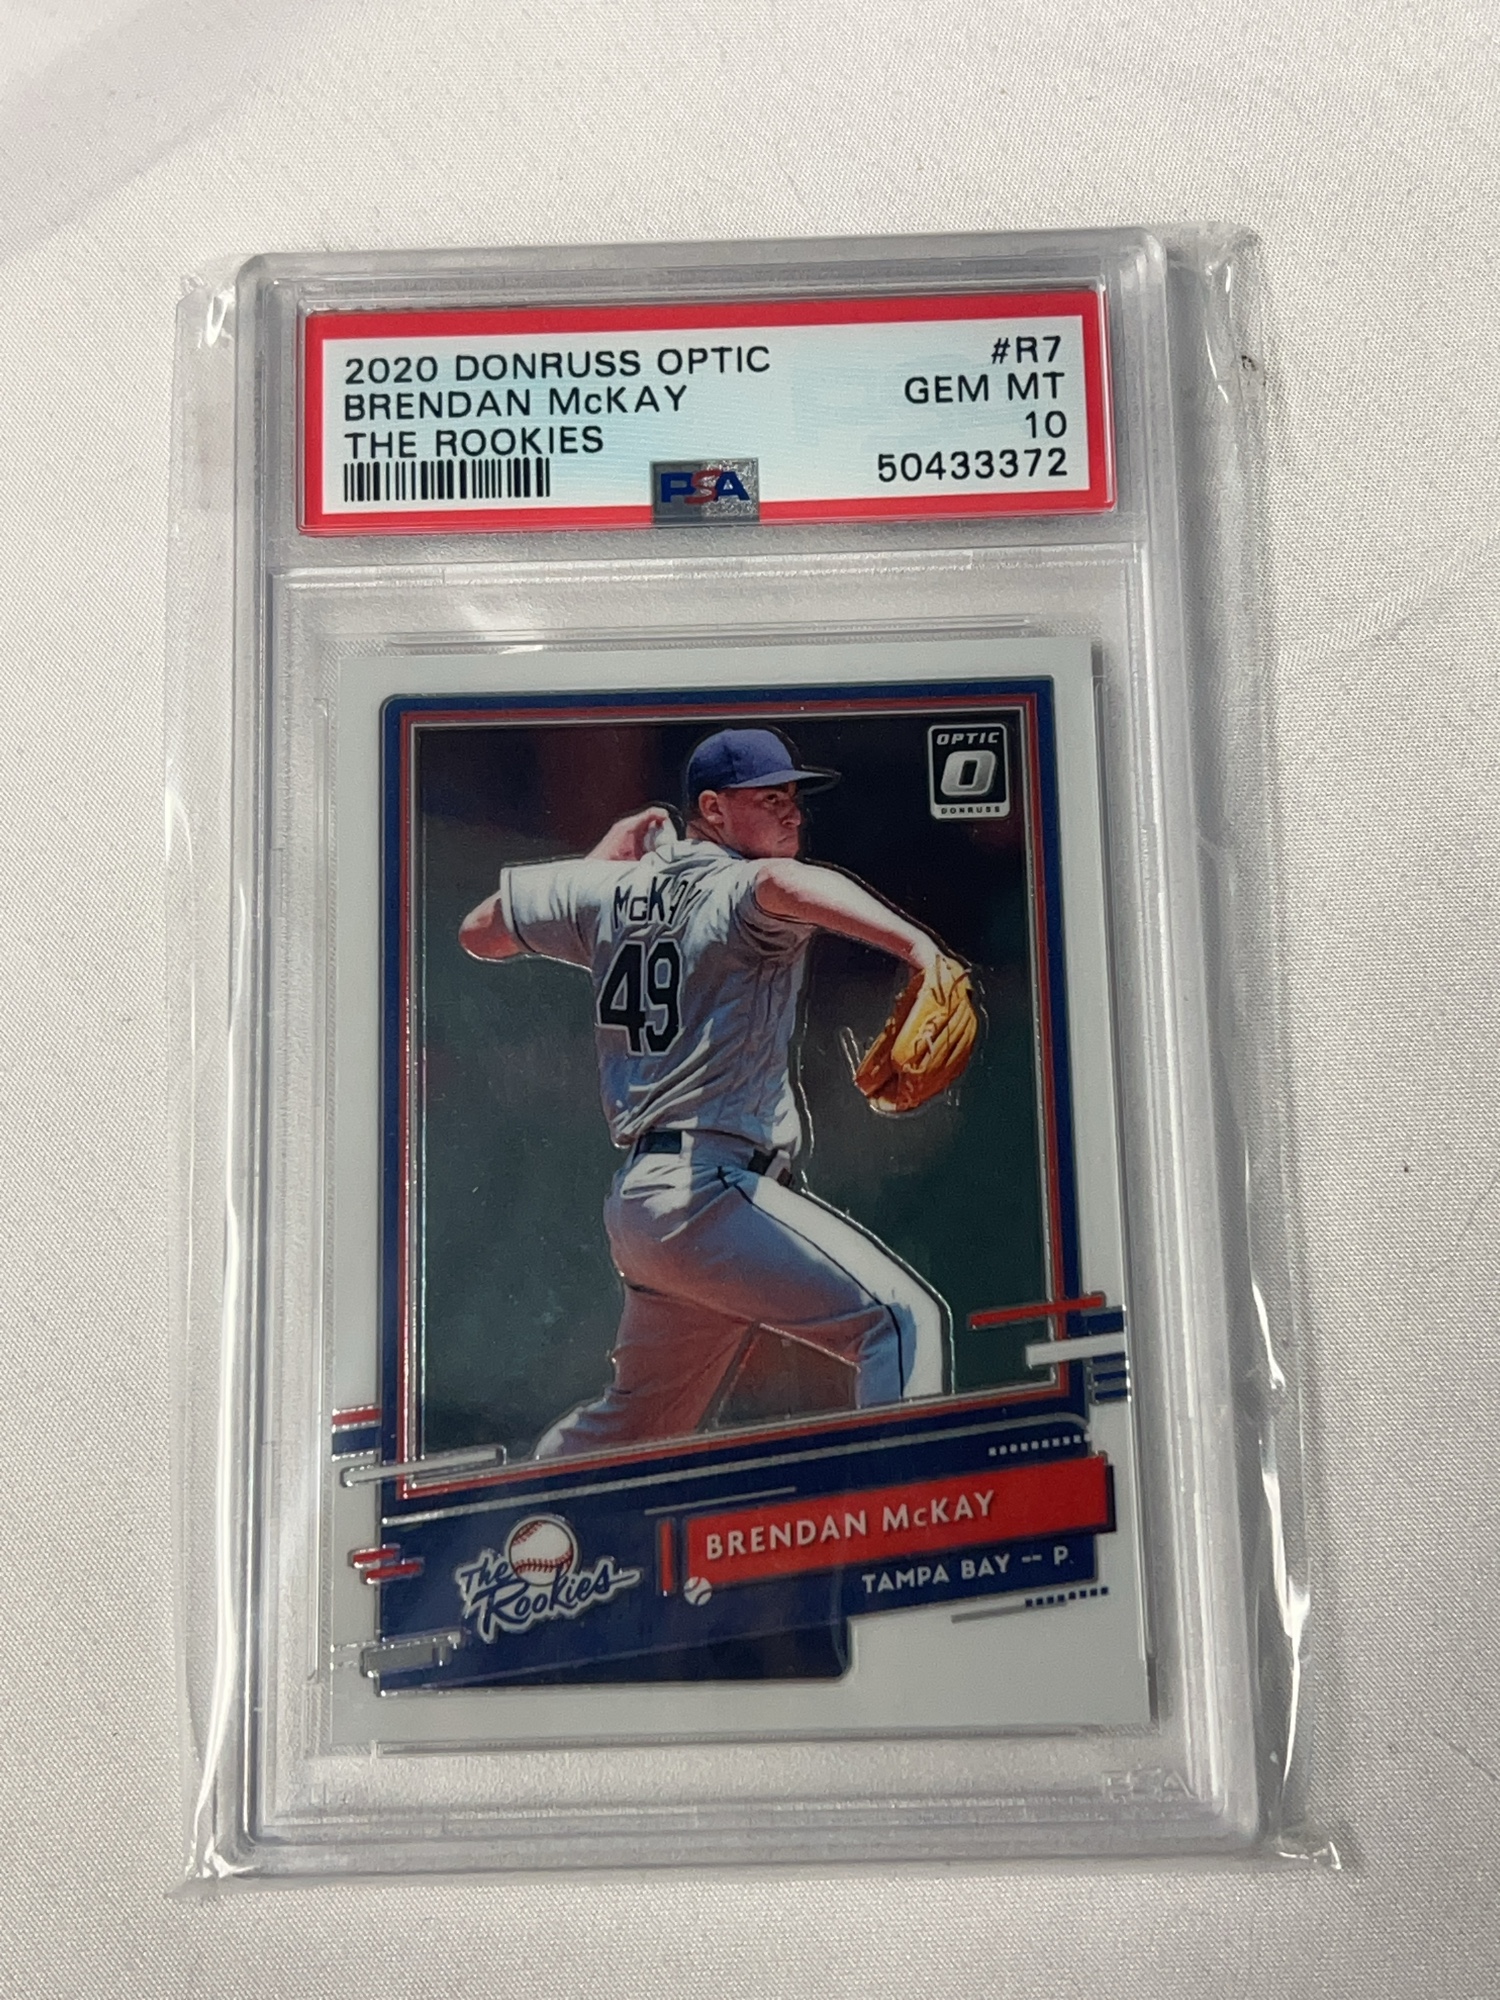 2020 DONRUSS OPTIC #R7
BRENDAN McKAY GEM MT
THE ROOKIES 10
PSA 50433372
OPTIC
O
DONRUSS
McKAY
49
The
Rookies
BRENDAN McKAY
TAMPA BAY -- P.
PSA